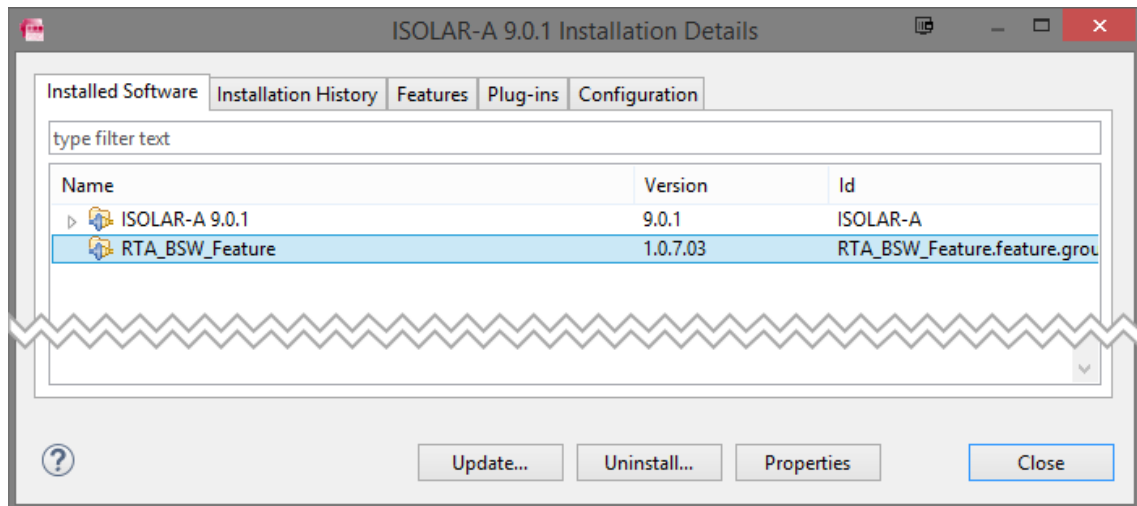 ISOLAR-A 9.0.1 Installation Details
Installed Software Installation History Features Plug-ins Configuration
type filter text
Name Version Id
ISOLAR-A 9.0.1 9.0.1 ISOLAR-A
RTA_BSW_Feature 1.0.7.03 RTA_BSW_Feature.feature.grou
? Update... Uninstall... Properties Close